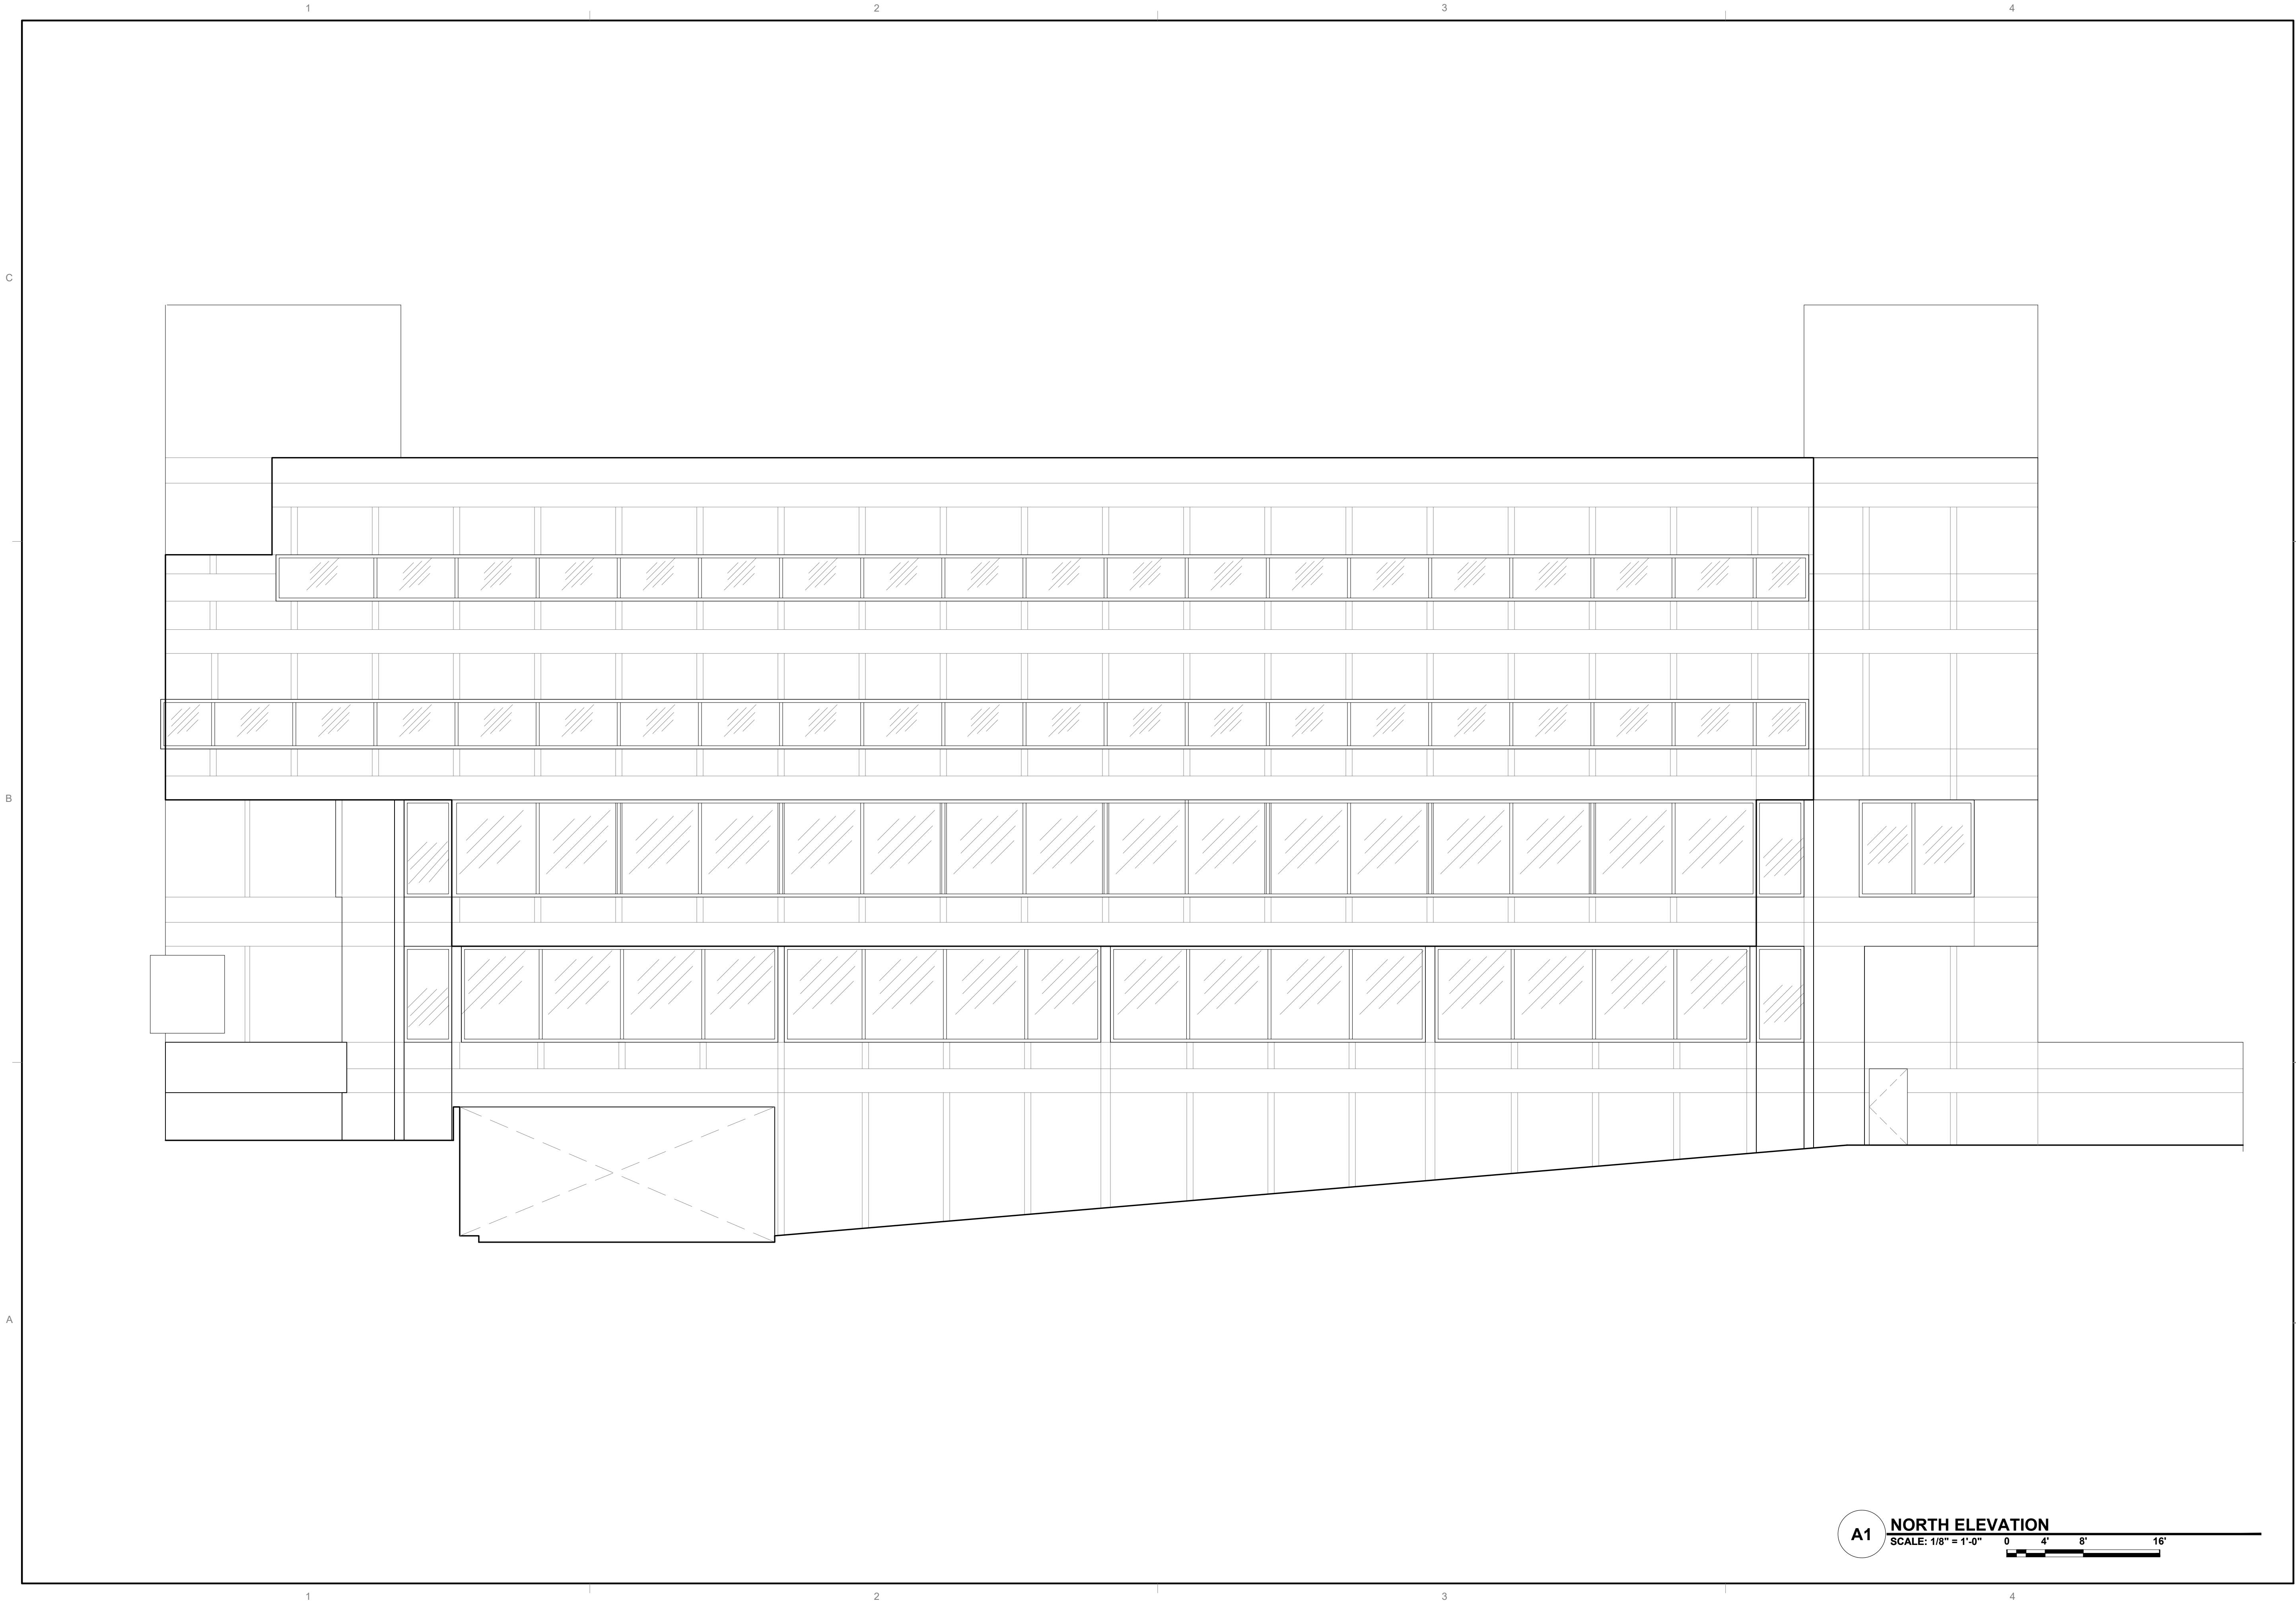 1 2 3 4
C
B
A
A1
NORTH ELEVATION
SCALE: 1/8" = 1'-0" 0 4' 8' 16'
1 2 3 4